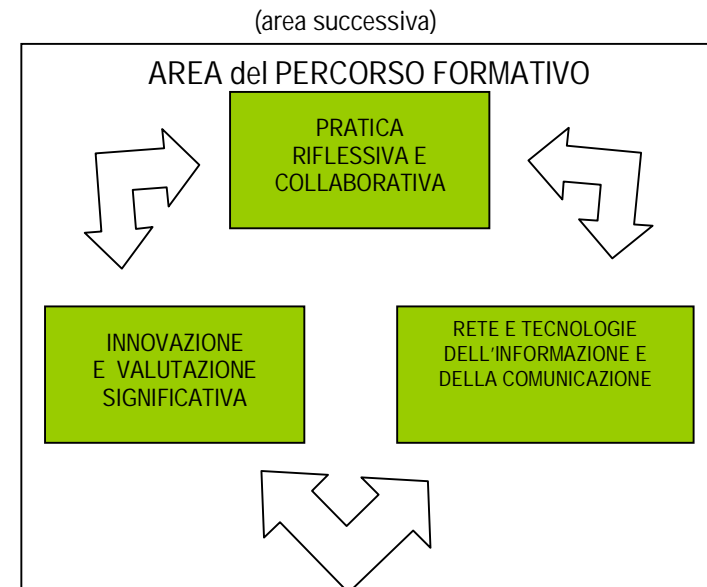 (area successiva)
AREA del PERCORSO FORMATIVO
PRATICA
RIFLESSIVA E
COLLABORATIVA
INNOVAZIONE
E VALUTAZIONE
SIGNIFICATIVA
RETE E TECNOLOGIE
DELL'INFORMAZIONE E
DELLA COMUNICAZIONE